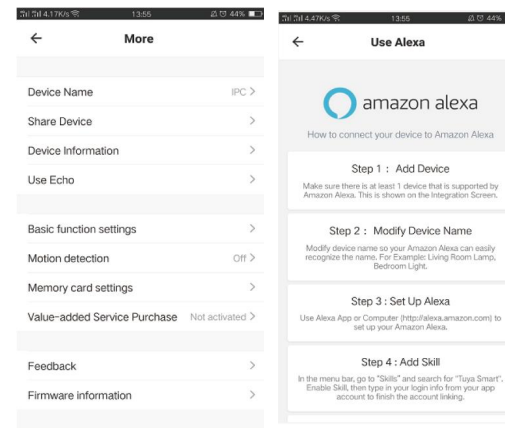 4.17K/s 13:55 44%
More
Device Name IPC >
Share Device >
Device Information >
Use Echo >
Basic function settings >
Motion detection Off >
Memory card settings >
Value-added Service Purchase Not activated >
Feedback >
Firmware information >
4.47K/s 13:55 44%
Use Alexa
amazon alexa
How to connect your device to Amazon Alexa
Step 1 : Add Device
Make sure there is at least 1 device that is supported by
Amazon Alexa. This is shown on the Integration Screen.
Step 2 : Modify Device Name
Modify device name so your Amazon Alexa can easily
recognize the name. For Example: Living Room Lamp,
Bedroom Light.
Step 3 : Set Up Alexa
Use Alexa App or Computer (http://alexa.amazon.com) to
set up your Amazon Alexa.
Step 4 : Add Skill
In the menu bar, go to "Skills" and search for "Tuya Smart",
Enable Skill, then type in your login info from your app
account to finish the account linking.